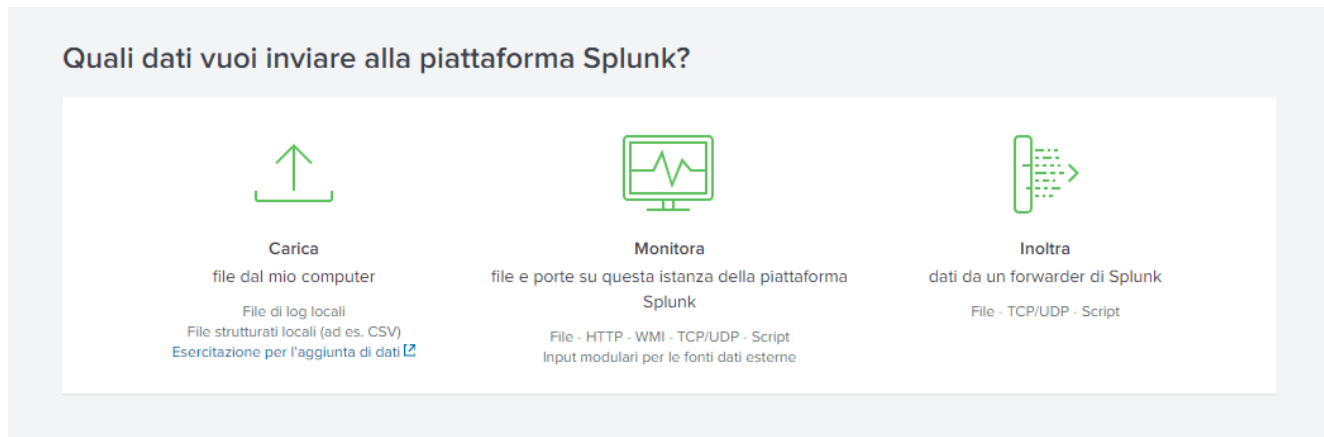 Quali dati vuoi inviare alla piattaforma Splunk?
Carica
file dal mio computer
File di log locali
File strutturati locali (ad es. CSV)
Esercitazione per l'aggiunta di dati
Monitora
file e porte su questa istanza della piattaforma
Splunk
File - HTTP - WMI - TCP/UDP - Script
Input modulari per le fonti dati esterne
Inoltra
dati da un forwarder di Splunk
File - TCP/UDP - Script